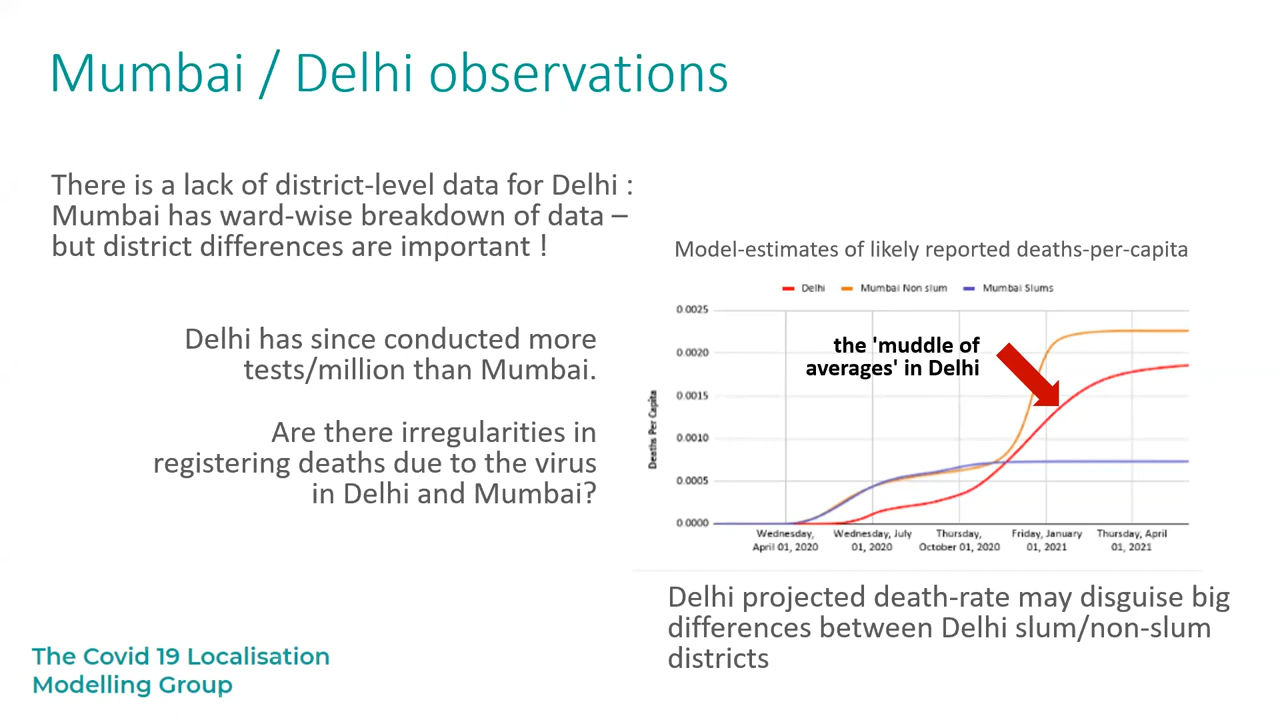 Mumbai / Delhi observations
There is a lack of district-level data for Delhi :
Mumbai has ward-wise breakdown of data –
but district differences are important !
Delhi has since conducted more
tests/million than Mumbai.
Are there irregularities in
registering deaths due to the virus
in Delhi and Mumbai?
Model-estimates of likely reported deaths-per-capita
Delhi
Mumbai Non slum
Mumbai Slums
the 'muddle of
averages' in Delhi
Deaths Per Capita
0.0025
0.0020
0.0015
0.0010
0.0005
0.0000
Wednesday,
April 01, 2020
Wednesday, July
01, 2020
Thursday,
October 01, 2020
Friday, January
01, 2021
Thursday, April
01, 2021
Delhi projected death-rate may disguise big
differences between Delhi slum/non-slum
districts
The Covid 19 Localisation
Modelling Group